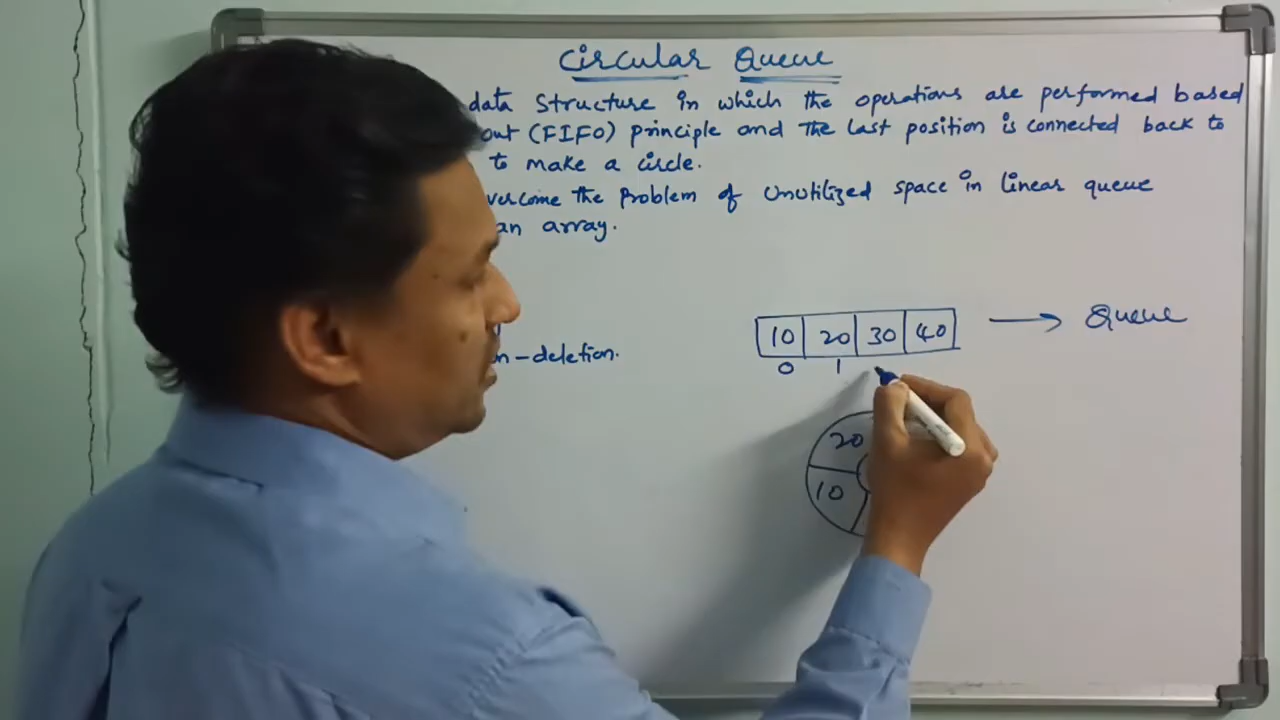 Circular Queue
data structure in which the operations are performed based
out (FIFO) principle and the last position is connected back to
to make a circle.
the problem of unutilized space in linear queue
an array.
-deletion.
10 20 30 40 → Queue
0 1
20
10